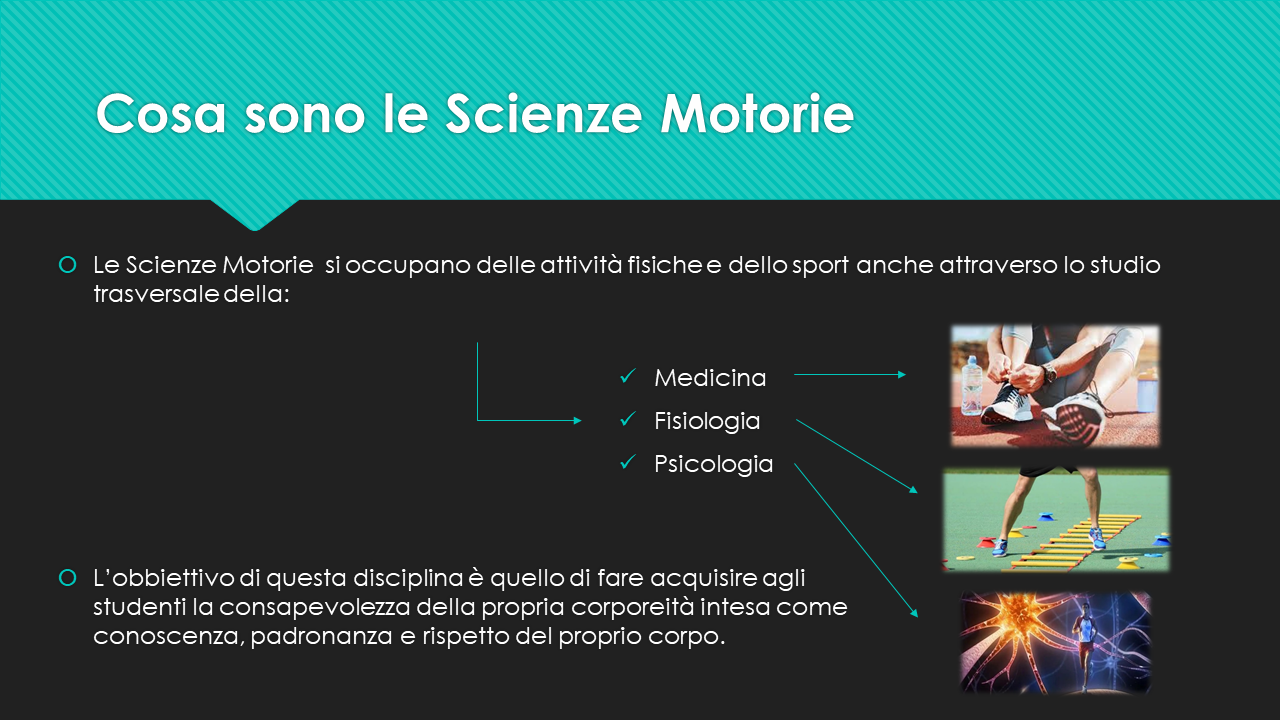 Cosa sono le Scienze Motorie
Le Scienze Motorie si occupano delle attività fisiche e dello sport anche attraverso lo studio
trasversale della:
Medicina
Fisiologia
Psicologia
L'obbiettivo di questa disciplina è quello di fare acquisire agli
studenti la consapevolezza della propria corporeità intesa come
conoscenza, padronanza e rispetto del proprio corpo.